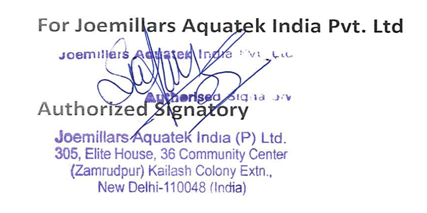 For Joemillars Aquatek India Pvt. Ltd
Joemillars Aquatek India Pvt. Ltd
Authorised Signatory
Authorized Signatory
Joemillars Aquatek India (P) Ltd.
305, Elite House, 36 Community Center
(Zamrudpur) Kailash Colony Extn.,
New Delhi-110048 (India)